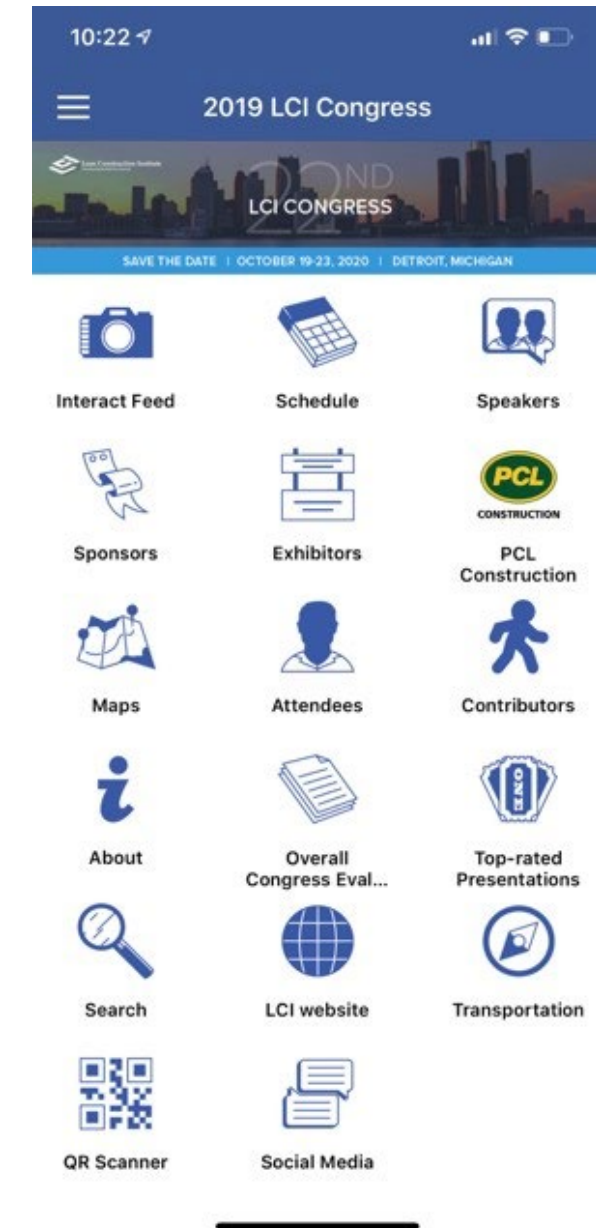 10:22
2019 LCI Congress
Lean Construction Institute
22ND
LCI CONGRESS
SAVE THE DATE | OCTOBER 19-23, 2020 | DETROIT, MICHIGAN
Interact Feed
Schedule
Speakers
PCL
CONSTRUCTION
Sponsors
Exhibitors
PCL
Construction
Maps
Attendees
Contributors
ONE
About
Overall
Congress Eval...
Top-rated
Presentations
Search
LCI website
Transportation
QR Scanner
Social Media